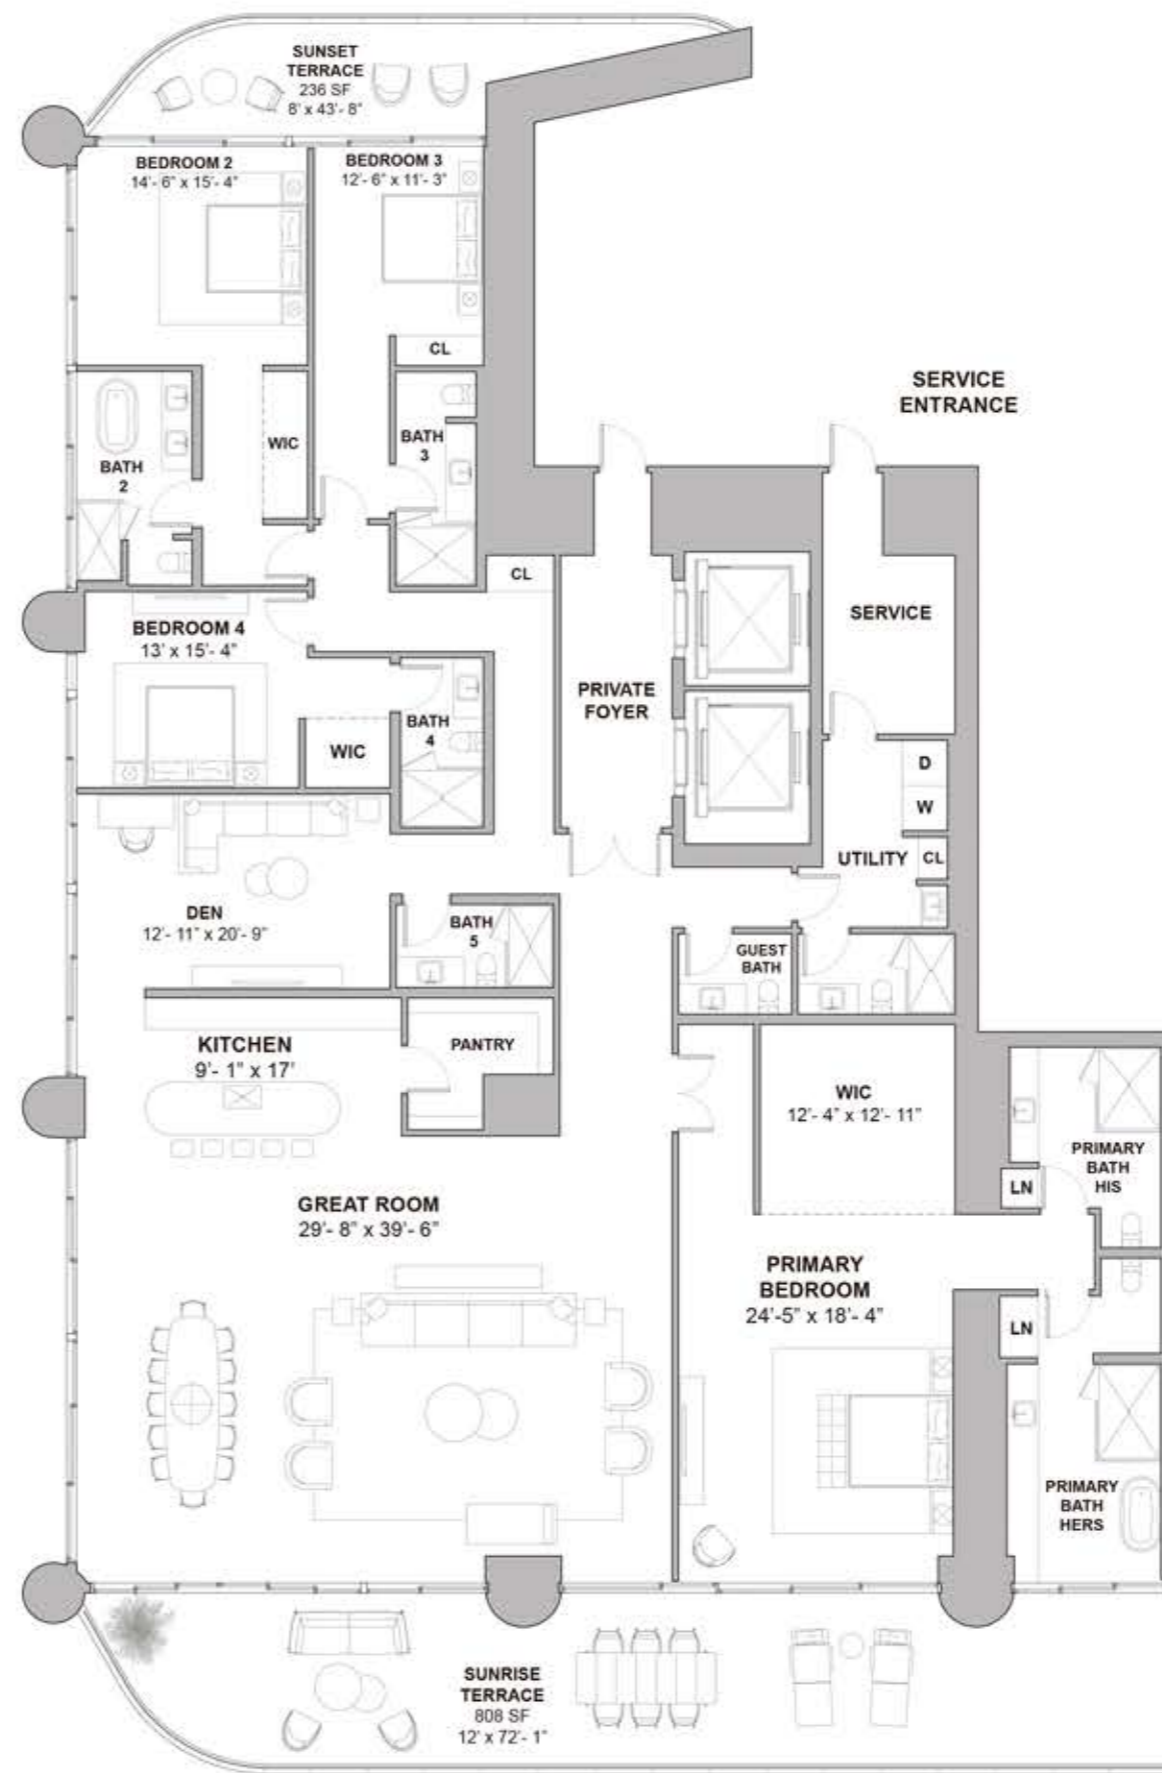 SUNSET
TERRACE
236 SF
8' x 43'- 8"
BEDROOM 2
14'- 6" x 15'- 4"
BEDROOM 3
12'- 6" x 11'- 3"
CL
SERVICE
ENTRANCE
WIC
BATH
3
BATH
2
CL
SERVICE
BEDROOM 4
13' x 15'- 4"
PRIVATE
FOYER
BATH
4
WIC
D
W
UTILITY
CL
DEN
12'- 11" x 20'- 9"
BATH
5
GUEST
BATH
KITCHEN
9'- 1" x 17'
PANTRY
WIC
12'- 4" x 12'- 11"
PRIMARY
BATH
HIS
LN
GREAT ROOM
29'- 8" x 39'- 6"
PRIMARY
BEDROOM
24'-5" x 18'- 4"
LN
PRIMARY
BATH
HERS
SUNRISE
TERRACE
808 SF
12' x 72'- 1"